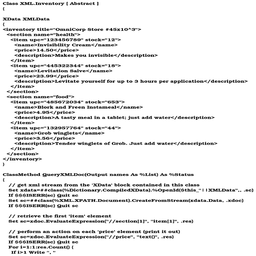 Class XML.Inventory [ Abstract ]
{
XData XMLData
{
<inventory title="OmniCorp Store #45x10^3">
<section name="health">
<item upc="123456789" stock="12">
<name>Invisibility Cream</name>
<price>14.50</price>
<description>Makes you invisible</description>
</item>
<item upc="445322344" stock="18">
<name>Levitation Salve</name>
<price>23.99</price>
<description>Levitate yourself for up to 3 hours per application</description>
</item>
</section>
<section name="food">
<item upc="485672034" stock="653">
<name>Blork and Freen Instameal</name>
<price>4.95</price>
<description>A tasty meal in a tablet; just add water</description>
</item>
<item upc="132957764" stock="44">
<name>Grob winglets</name>
<price>3.56</price>
<description>Tender winglets of Grob. Just add water</description>
</item>
</section>
</inventory>
}
ClassMethod QueryXMLDoc(Output names As %List) As %Status
{
// get xml stream from the 'XData' block contained in this class
Set xdata=##class(%Dictionary.CompiledXData).%OpenId($this_"||XMLData",, .sc)
If $$$ISERR(sc) Quit sc
Set sc=##class(%XML.XPATH.Document).CreateFromStream(xdata.Data, .xdoc)
If $$$ISERR(sc) Quit sc
// retrieve the first 'item' element
Set sc=xdoc.EvaluateExpression("//section[1]", "item[1]", .res)
// perform an action on each 'price' element (print it out)
Set sc=xdoc.EvaluateExpression("//price", "text()", .res)
If $$$ISERR(sc) Quit sc
For i=1:1:res.Count() {
If i>1 Write ", "